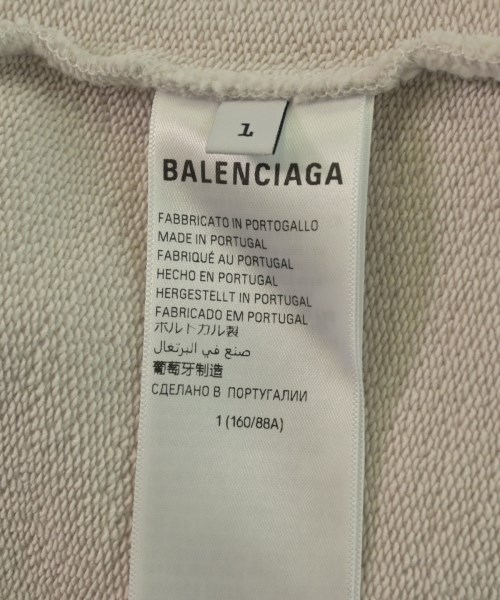 1
BALENCIAGA
FABBRICATO IN PORTOGALLO
MADE IN PORTUGAL
FABRIQUÉ AU PORTUGAL
HECHO EN PORTUGAL
HERGESTELLT IN PORTUGAL
FABRICADO EM PORTUGAL
ポルトガル製
صنع في البرتغال
葡萄牙制造
СДЕЛАНО В ПОРТУГАЛИИ
1 (160/88A)